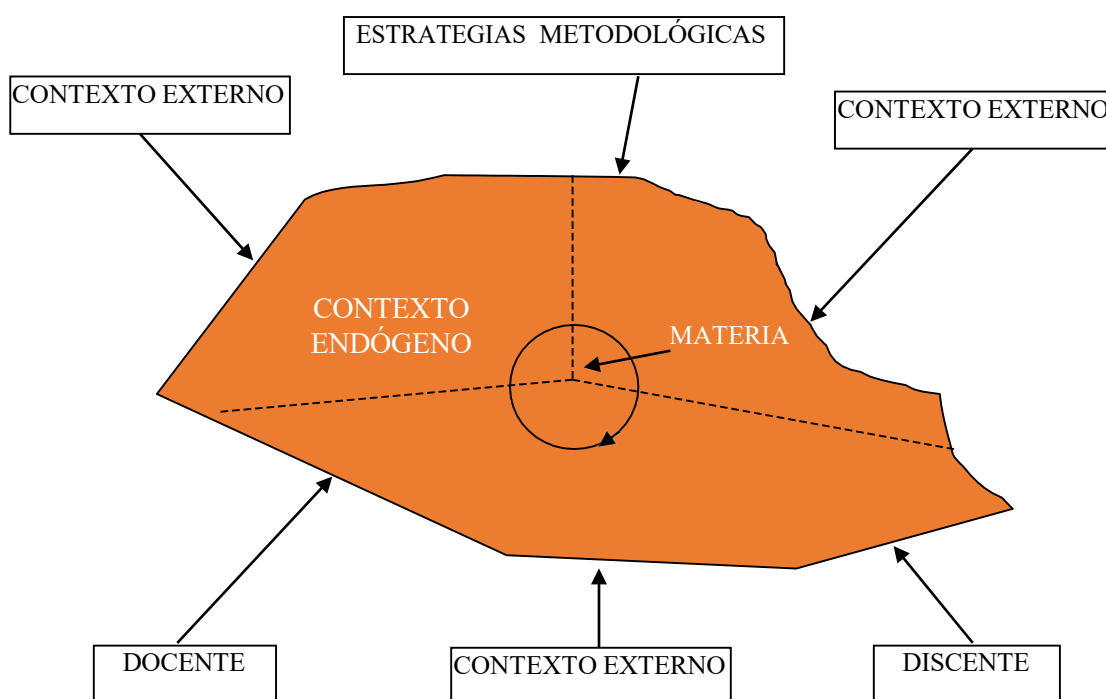 ESTRATEGIAS METODOLÓGICAS
CONTEXTO EXTERNO
CONTEXTO EXTERNO
CONTEXTO
ENDÓGENO
MATERIA
DOCENTE
CONTEXTO EXTERNO
DISCENTE